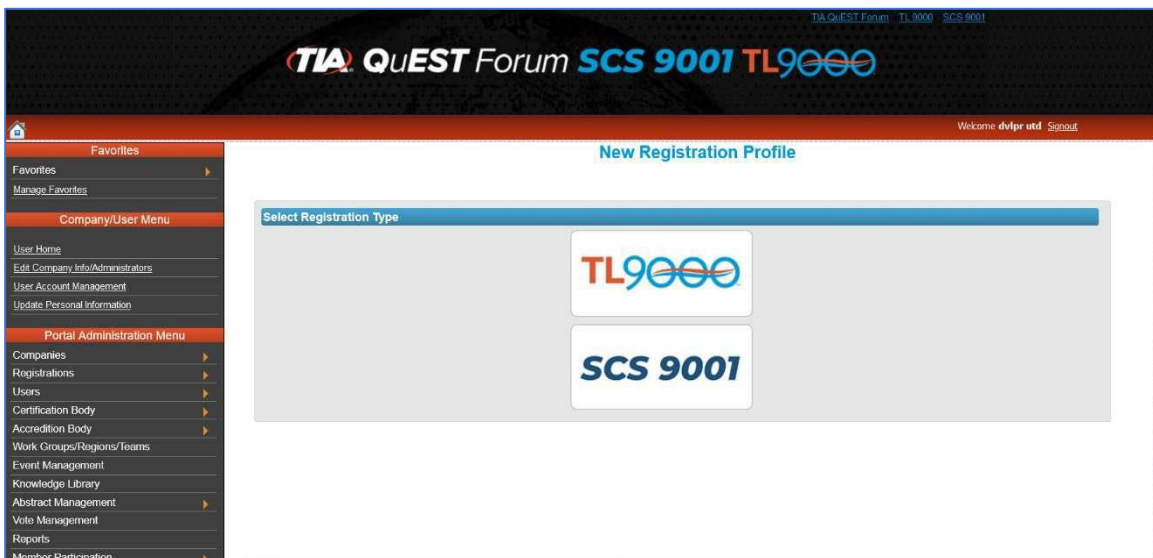 TIA QuEST Forum TL 9000 SCS 9001
TIA QuEST Forum SCS 9001 TL9000
Welcome dvlpr utd Signout
Favorites
Favorites
Manage Favorites
Company/User Menu
User Home
Edit Company Info/Administrators
User Account Management
Update Personal Information
Portal Administration Menu
Companies
Registrations
Users
Certification Body
Accredition Body
Work Groups/Regions/Teams
Event Management
Knowledge Library
Abstract Management
Vote Management
Reports
Member Participation
New Registration Profile
Select Registration Type
TL9000
SCS 9001